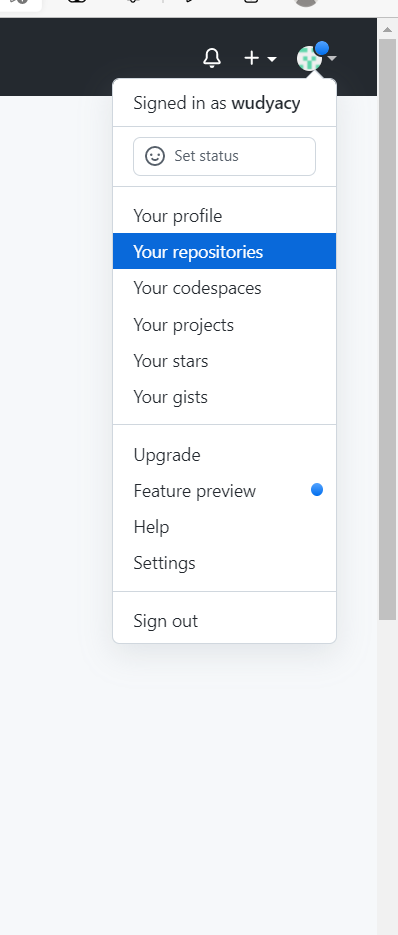 Signed in as wudyacy
Set status
Your profile
Your repositories
Your codespaces
Your projects
Your stars
Your gists
Upgrade
Feature preview
Help
Settings
Sign out